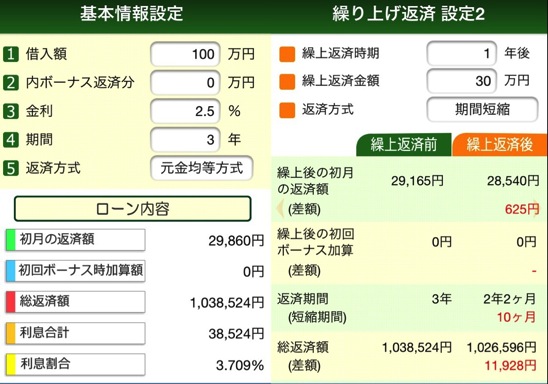 基本情報設定
1 借入額 100 万円
2 内ボーナス返済分 0 万円
3 金利 2.5 %
4 期間 3 年
5 返済方式 元金均等方式
ローン内容
初月の返済額 29,860円
初回ボーナス時加算額 0円
総返済額 1,038,524円
利息合計 38,524円
利息割合 3.709%
繰り上げ返済 設定2
繰上返済時期 1 年後
繰上返済金額 30 万円
返済方式 期間短縮
繰上返済前 繰上返済後
繰上後の初月
の返済額 29,165円 28,540円
(差額) 625円
繰上後の初回
ボーナス加算 0円 0円
(差額) -
返済期間 3年 2年2ヶ月
(短縮期間) 10ヶ月
総返済額 1,038,524円 1,026,596円
(差額) 11,928円